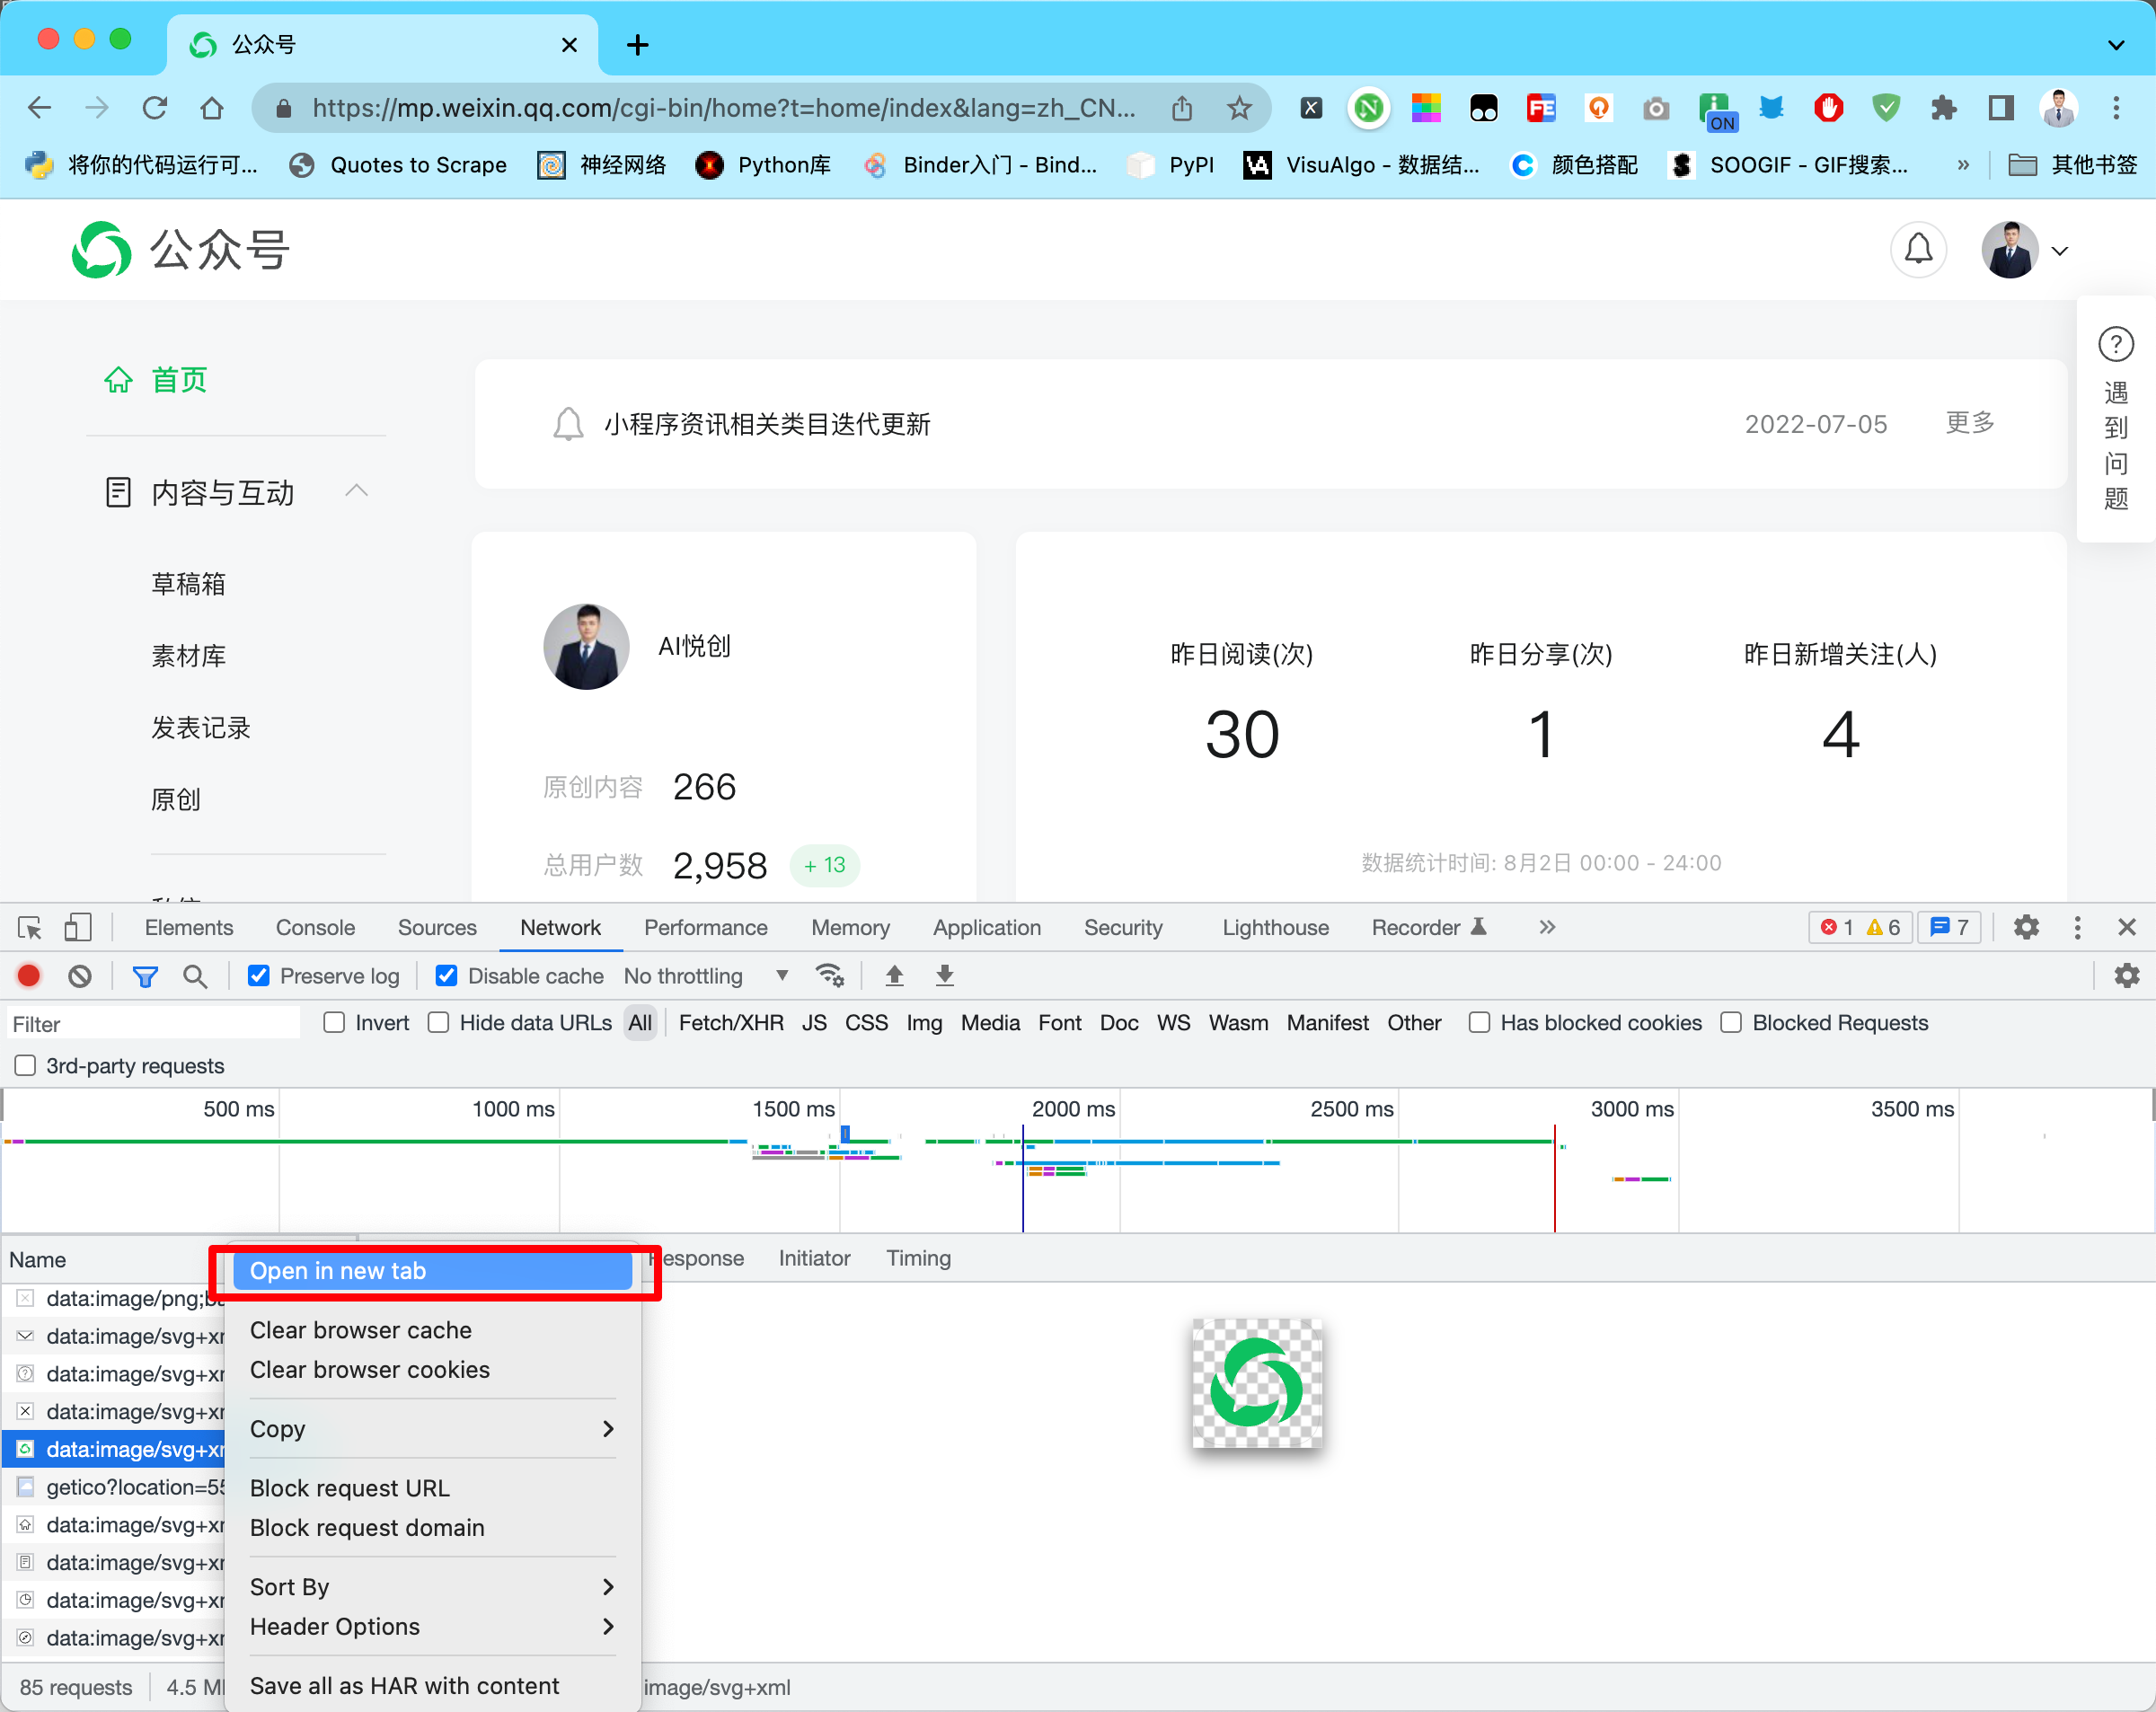 公众号
https://mp.weixin.qq.com/cgi-bin/home?t=home/index&lang=zh_CN...
ON
将你的代码运行可...
Quotes to Scrape
神经网络
Python库
Binder入门 - Bind...
PyPI
VisuAlgo - 数据结...
颜色搭配
SOOGIF - GIF搜索...
»
其他书签
公众号
首页
小程序资讯相关类目迭代更新
2022-07-05
更多
遇到问题
内容与互动
草稿箱
素材库
发表记录
原创
AI悦创
原创内容 266
总用户数 2,958 + 13
昨日阅读(次) 昨日分享(次) 昨日新增关注(人)
30 1 4
数据统计时间: 8月2日 00:00 - 24:00
Elements Console Sources Network Performance Memory Application Security Lighthouse Recorder » 1 6 7
Preserve log Disable cache No throttling
Filter Invert Hide data URLs All Fetch/XHR JS CSS Img Media Font Doc WS Wasm Manifest Other Has blocked cookies Blocked Requests
3rd-party requests
500 ms 1000 ms 1500 ms 2000 ms 2500 ms 3000 ms 3500 ms
Name
esponse Initiator Timing
data:image/png;b
data:image/svg+x
data:image/svg+x
data:image/svg+x
data:image/svg+x
getico?location=5
data:image/svg+x
data:image/svg+x
data:image/svg+x
data:image/svg+x
Open in new tab
Clear browser cache
Clear browser cookies
Copy
Block request URL
Block request domain
Sort By
Header Options
Save all as HAR with content
85 requests 4.5 M
image/svg+xml